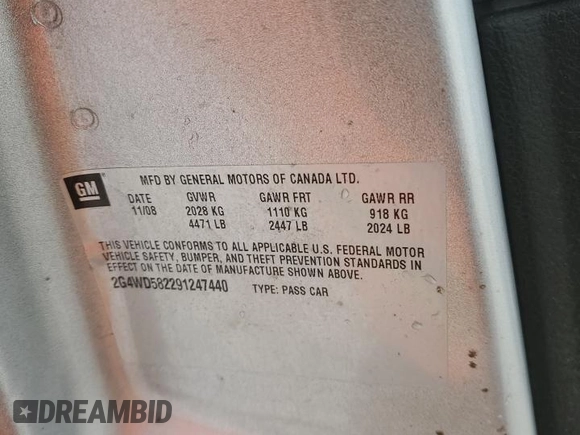 GM
MFD BY GENERAL MOTORS OF CANADA LTD.
DATE GVWR GAWR FRT GAWR RR
11/08 2028 KG 1110 KG 918 KG
4471 LB 2447 LB 2024 LB
THIS VEHICLE CONFORMS TO ALL APPLICABLE U.S. FEDERAL MOTOR
VEHICLE SAFETY, BUMPER, AND THEFT PREVENTION STANDARDS IN
EFFECT ON THE DATE OF MANUFACTURE SHOWN ABOVE.
2G4WD582291247440 TYPE: PASS CAR
DREAMBID